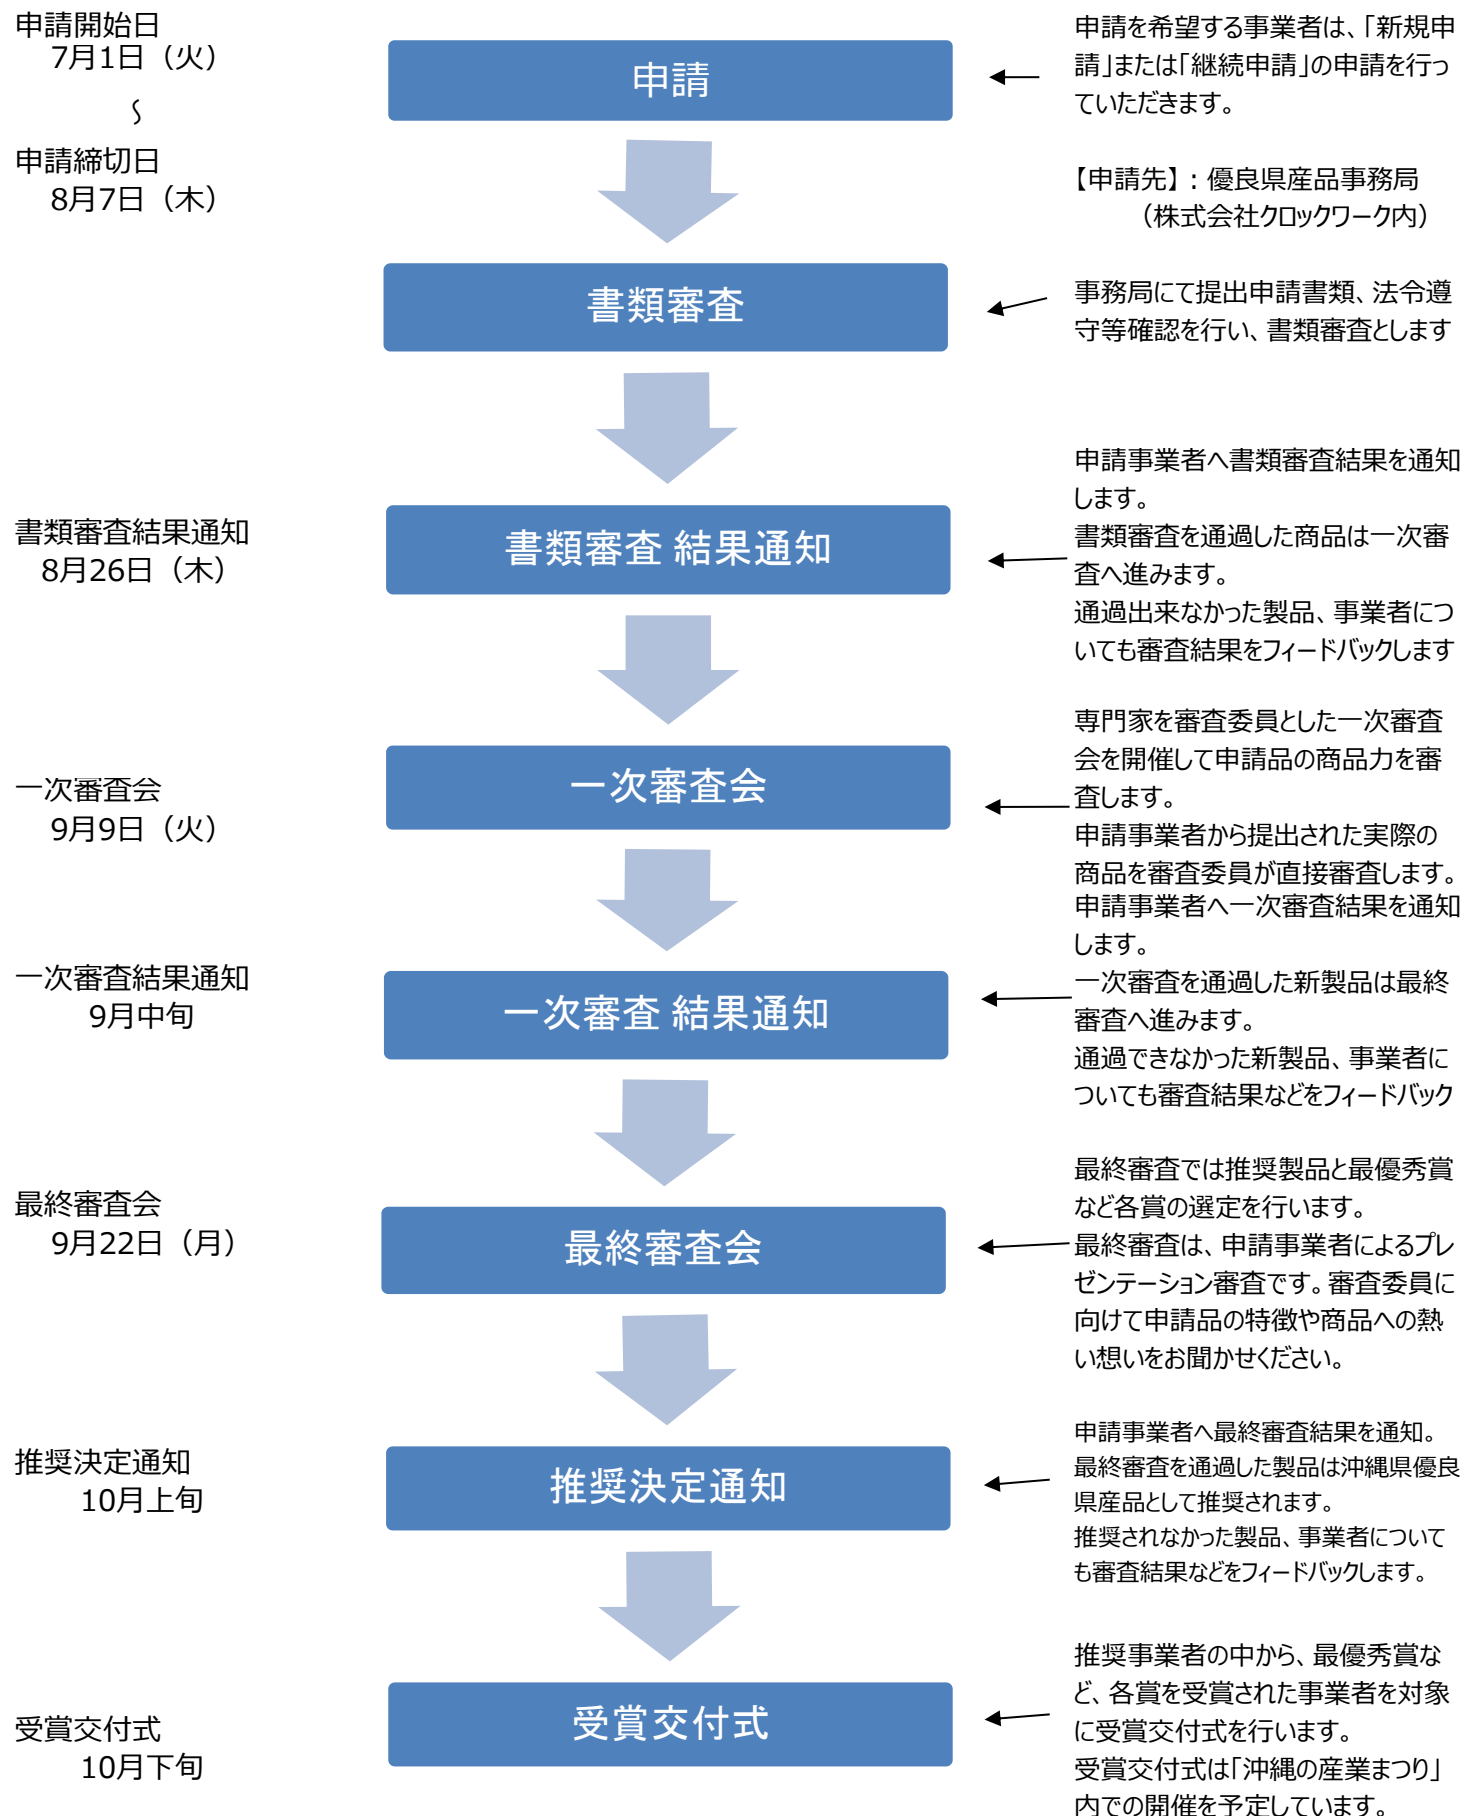 申請開始日
7月1日（火）
～
申請締切日
8月7日（木）
申請
申請を希望する事業者は、「新規申
請」または「継続申請」の申請を行っ
ていただきます。
【申請先】：優良県産品事務局
（株式会社クロックワーク内）
書類審査
事務局にて提出申請書類、法令遵
守等確認を行い、書類審査とします
書類審査結果通知
8月26日（木）
書類審査 結果通知
申請事業者へ書類審査結果を通知
します。
書類審査を通過した商品は一次審
査へ進みます。
通過出来なかった製品、事業者につ
いても審査結果をフィードバックします
一次審査会
9月9日（火）
一次審査会
専門家を審査委員とした一次審査
会を開催して申請品の商品力を審
査します。
申請事業者から提出された実際の
商品を審査委員が直接審査します。
一次審査結果通知
9月中旬
一次審査 結果通知
申請事業者へ一次審査結果を通知
します。
一次審査を通過した新製品は最終
審査へ進みます。
通過できなかった新製品、事業者に
ついても審査結果などをフィードバック
最終審査会
9月22日（月）
最終審査会
最終審査では推奨製品と最優秀賞
など各賞の選定を行います。
最終審査は、申請事業者によるプレ
ゼンテーション審査です。審査委員に
向けて申請品の特徴や商品への熱
い想いをお聞かせください。
推奨決定通知
10月上旬
推奨決定通知
申請事業者へ最終審査結果を通知。
最終審査を通過した製品は沖縄県優良
県産品として推奨されます。
推奨されなかった製品、事業者について
も審査結果などをフィードバックします。
受賞交付式
10月下旬
受賞交付式
推奨事業者の中から、最優秀賞な
ど、各賞を受賞された事業者を対象
に受賞交付式を行います。
受賞交付式は「沖縄の産業まつり」
内での開催を予定しています。